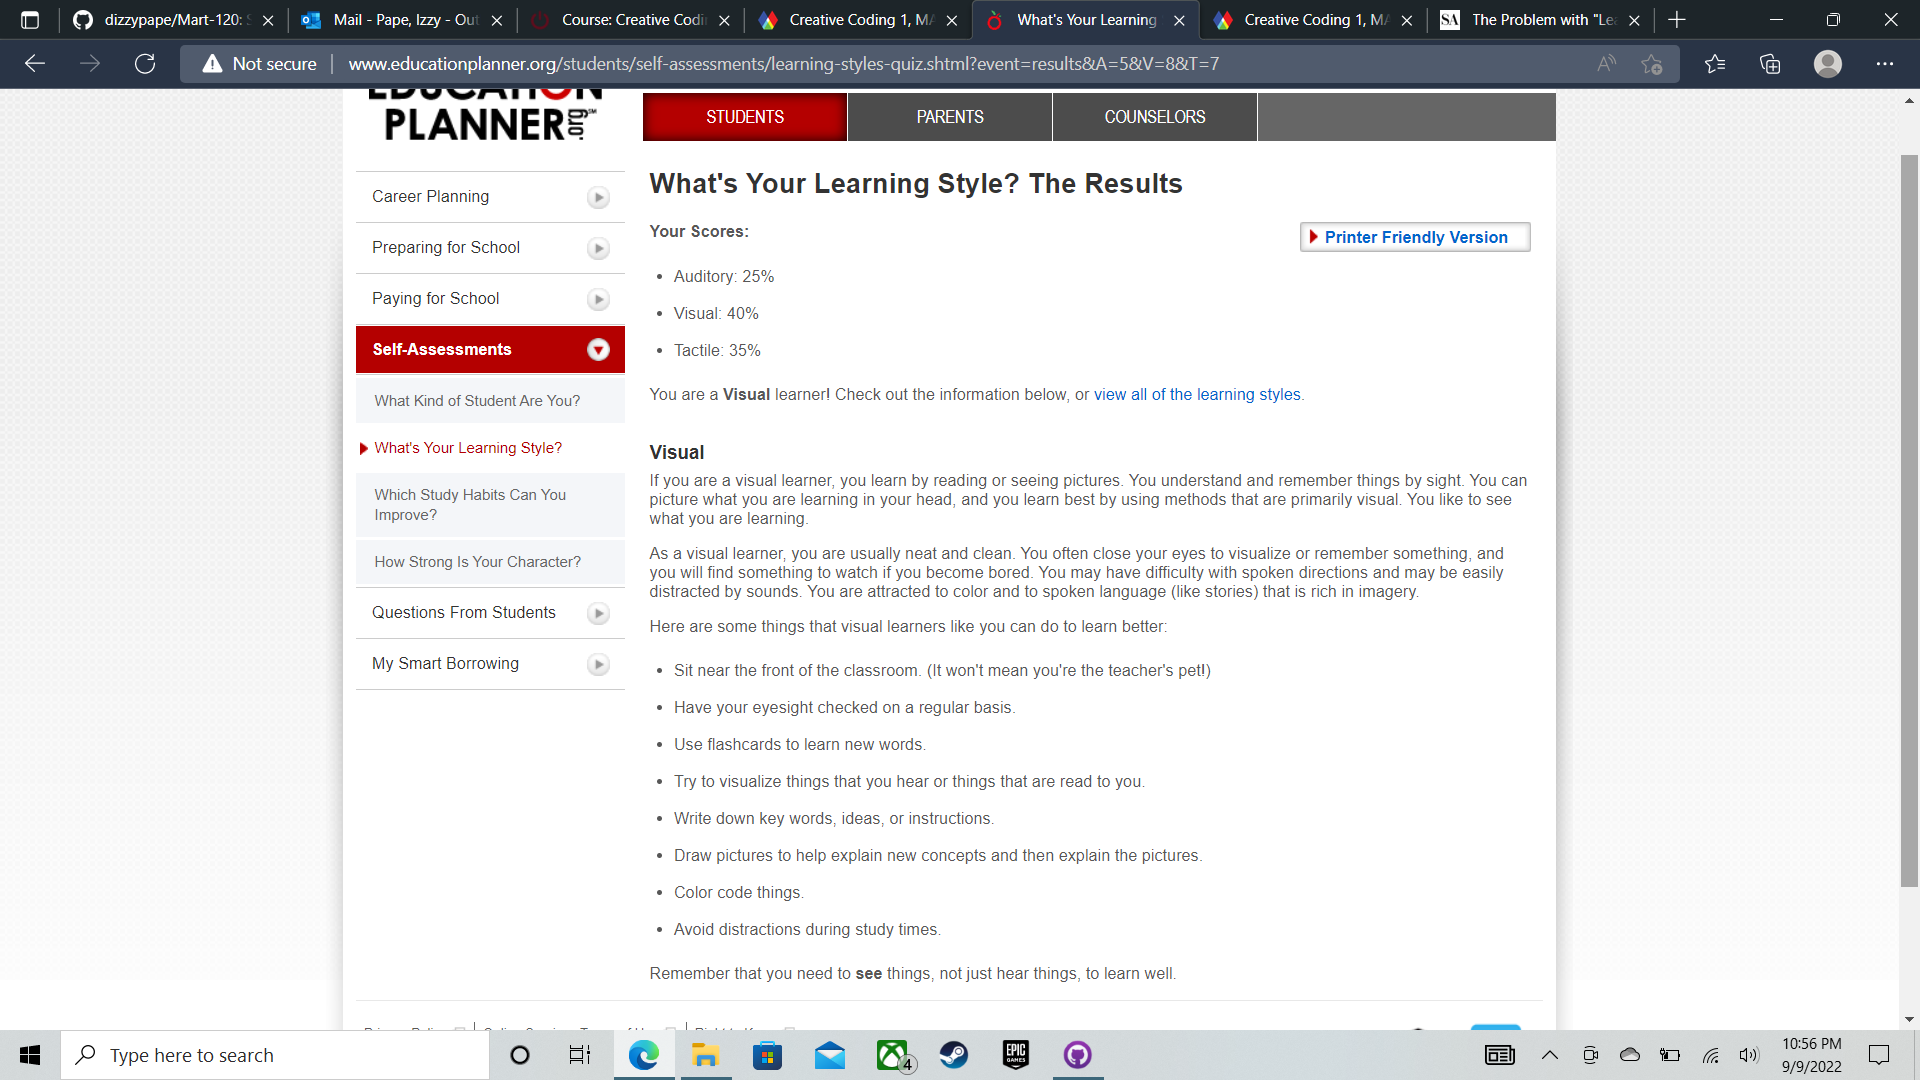 dizzypape/Mart-120: S
Mail - Pape, Izzy - Out
Course: Creative Codi
Creative Coding 1, MA
What's Your Learning
Creative Coding 1, MA
SA The Problem with "Lea
Not secure www.educationplanner.org/students/self-assessments/learning-styles-quiz.shtml?event=results&A=5&V=8&T=7
EDUCATION
PLANNER.org
STUDENTS PARENTS COUNSELORS
Career Planning
Preparing for School
Paying for School
Self-Assessments
What Kind of Student Are You?
What's Your Learning Style?
Which Study Habits Can You
Improve?
How Strong Is Your Character?
Questions From Students
My Smart Borrowing
What's Your Learning Style? The Results
Your Scores:
Printer Friendly Version
• Auditory: 25%
• Visual: 40%
• Tactile: 35%
You are a Visual learner! Check out the information below, or view all of the learning styles.
Visual
If you are a visual learner, you learn by reading or seeing pictures. You understand and remember things by sight. You can
picture what you are learning in your head, and you learn best by using methods that are primarily visual. You like to see
what you are learning.
As a visual learner, you are usually neat and clean. You often close your eyes to visualize or remember something, and
you will find something to watch if you become bored. You may have difficulty with spoken directions and may be easily
distracted by sounds. You are attracted to color and to spoken language (like stories) that is rich in imagery.
Here are some things that visual learners like you can do to learn better:
• Sit near the front of the classroom. (It won't mean you're the teacher's pet!)
• Have your eyesight checked on a regular basis.
• Use flashcards to learn new words.
• Try to visualize things that you hear or things that are read to you.
• Write down key words, ideas, or instructions.
• Draw pictures to help explain new concepts and then explain the pictures.
• Color code things.
• Avoid distractions during study times.
Remember that you need to see things, not just hear things, to learn well.
Type here to search
4
EPIC
GAMES
10:56 PM
9/9/2022